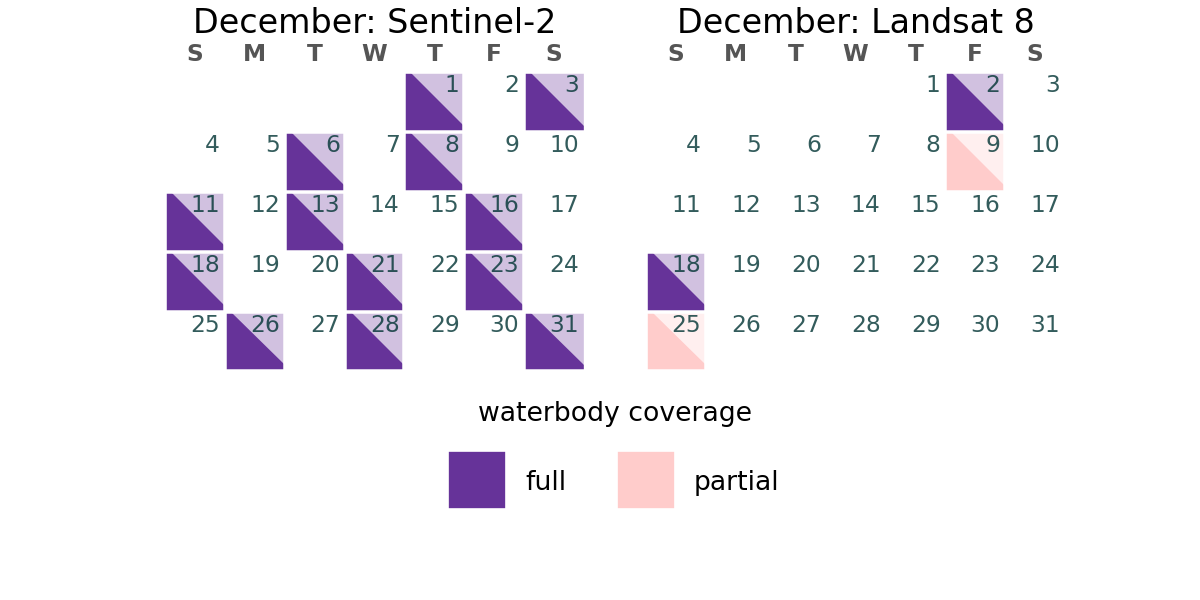 December: Sentinel-2
S M T W T F S
1 2 3
4 5 6 7 8 9 10
11 12 13 14 15 16 17
18 19 20 21 22 23 24
25 26 27 28 29 30 31
December: Landsat 8
S M T W T F S
1 2 3
4 5 6 7 8 9 10
11 12 13 14 15 16 17
18 19 20 21 22 23 24
25 26 27 28 29 30 31
waterbody coverage
full partial